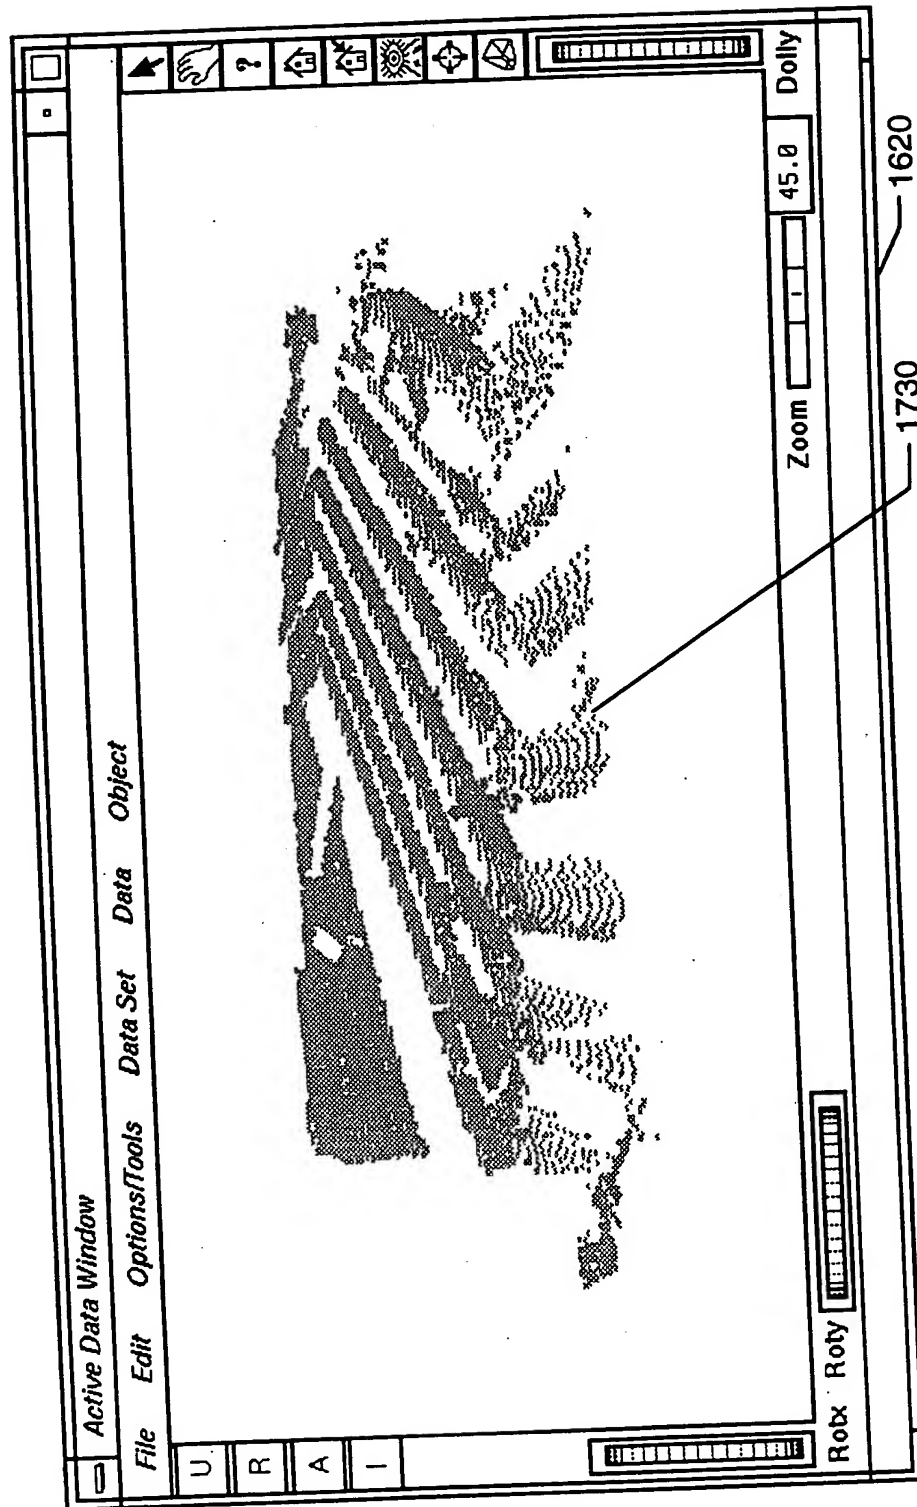 Active Data Window
File Edit Options/Tools Data Set Data Object
U
R
A
I
?
Rotx Roty Zoom 45.0 Dolly
1730
1620